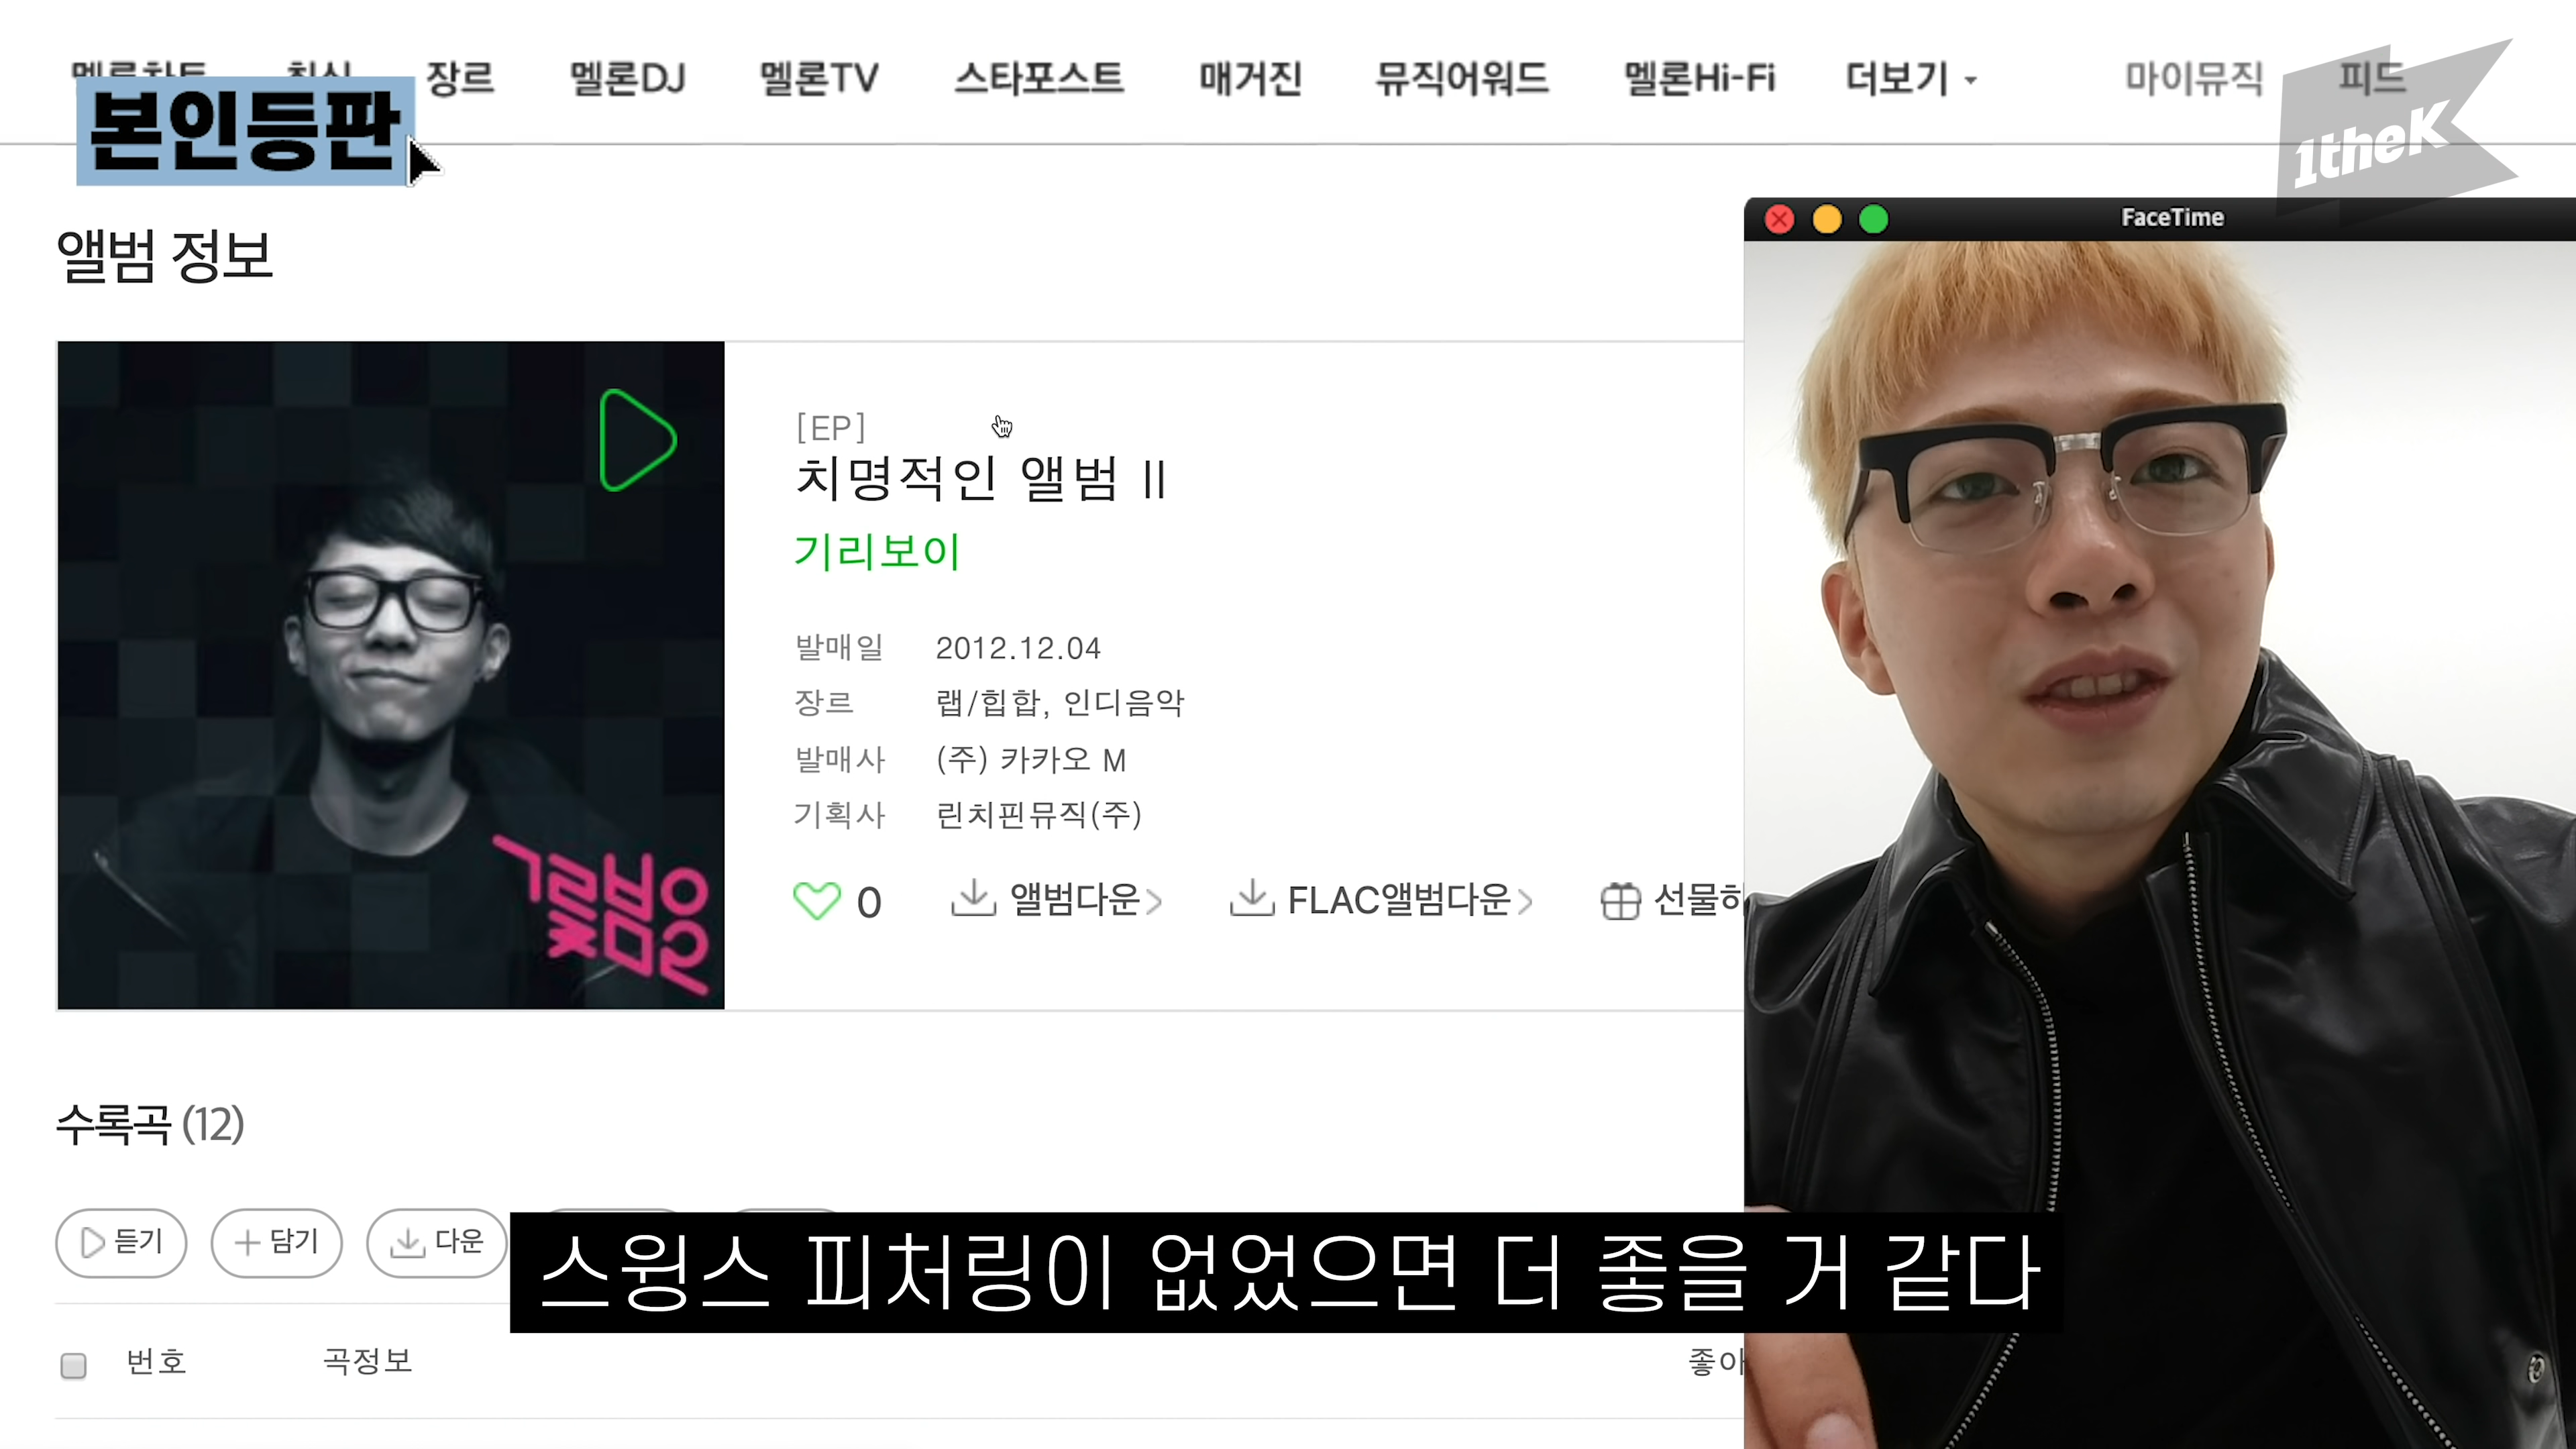 장르 멜론DJ 멜론TV 스타포스트 매거진 뮤직어워드 멜론Hi-Fi 더보기 마이뮤직 피드
본인등판
1theK
FaceTime
앨범 정보
[EP]
치명적인 앨범 II
기리보이
발매일 2012.12.04
장르 랩/힙합, 인디음악
발매사 (주) 카카오 M
기획사 린치핀뮤직(주)
0 앨범다운 FLAC앨범다운
수록곡 (12)
듣기 담기 다운
스윙스 피처링이 없었으면 더 좋을 거 같다
번호 곡정보